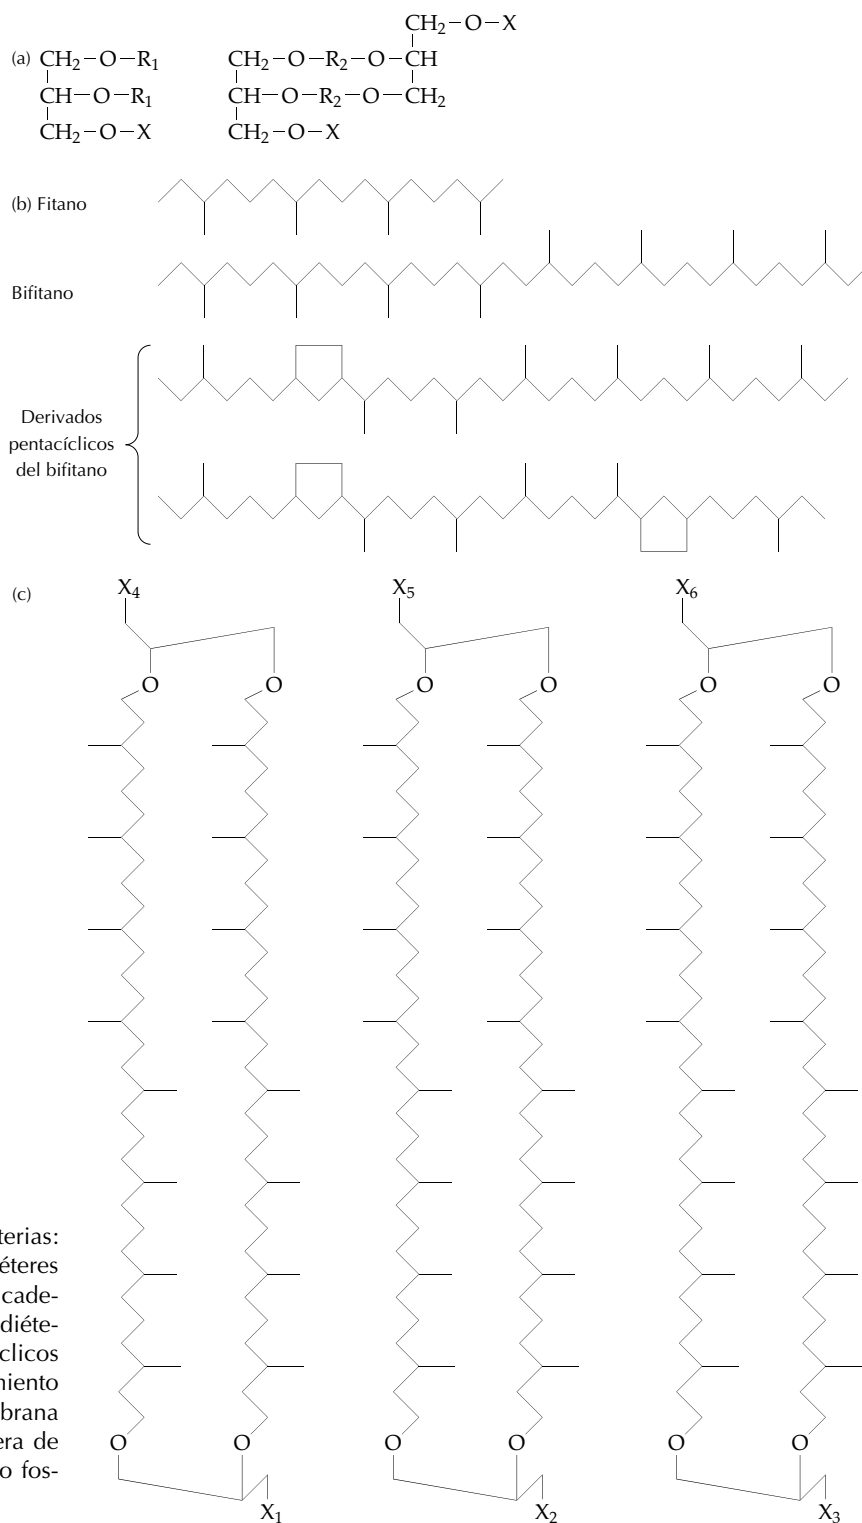 CH₂–O–X
(a) CH₂–O–R₁ CH₂–O–R₂–O–CH
CH–O–R₁ CH–O–R₂–O–CH₂
CH₂–O–X CH₂–O–X
(b) Fitano
Bifitano
Derivados
pentacíclicos
del bifitano
(c) X₄ X₅ X₆
O O O O O O
O O O O O O
X₁ X₂ X₃
terias:
éteres
cade-
diéte-
clicos
miento
brana
era de
o fos-